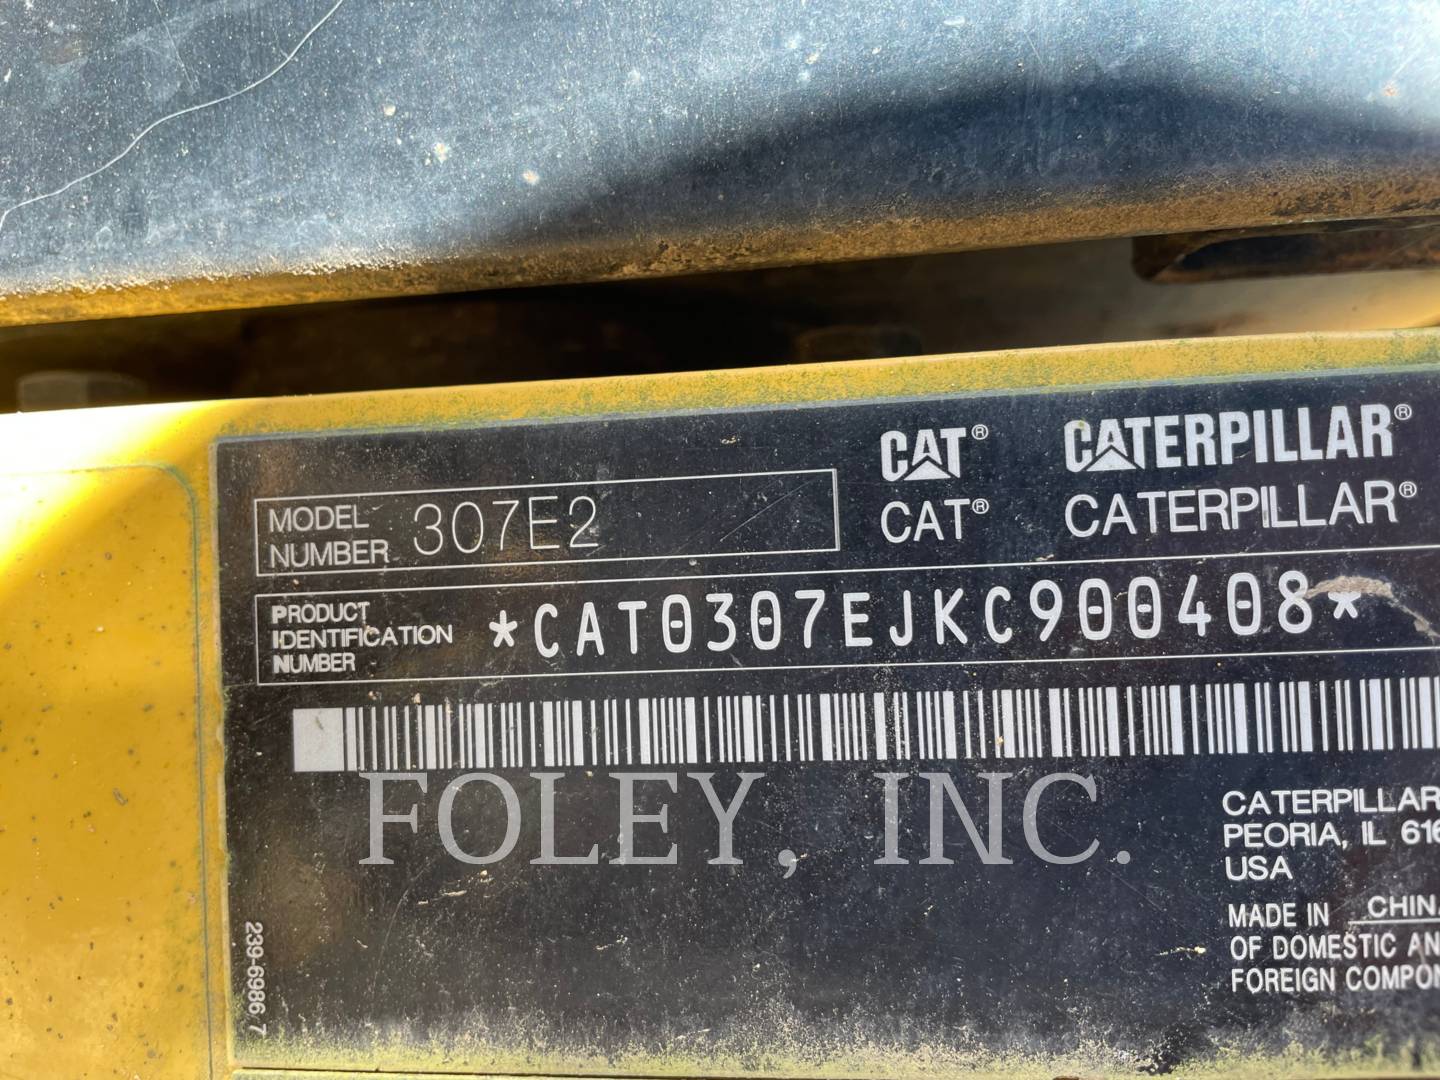 CAT® CATERPILLAR®
CAT® CATERPILLAR®
MODEL
NUMBER 307E2
PRODUCT
IDENTIFICATION
NUMBER *CAT0307EJKC900408*
FOLEY, INC.
CATERPILLAR
PEORIA, IL 616
USA
MADE IN CHINA
OF DOMESTIC AN
FOREIGN COMPON
239-6986 7